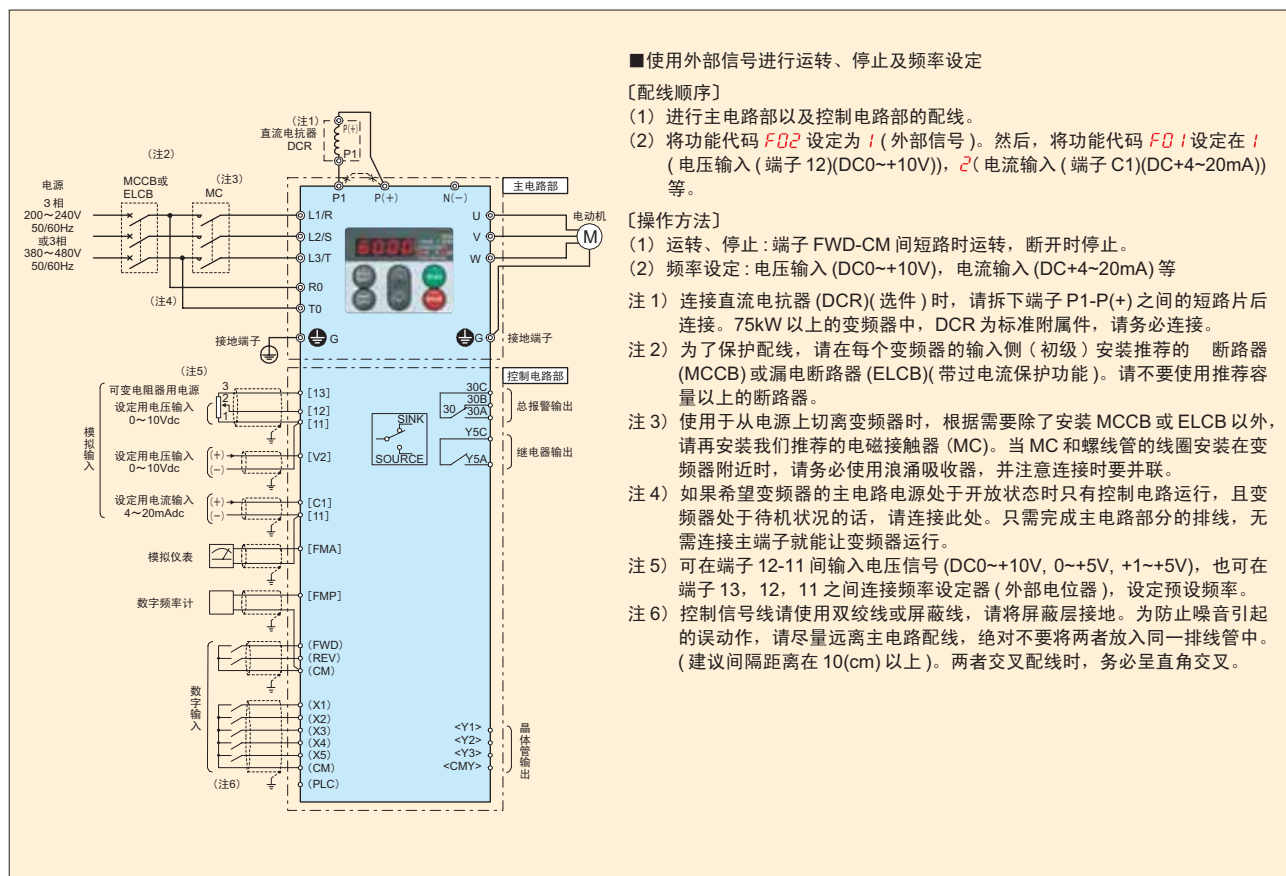 (注1)
直流电抗器
DCR
P(+)
P1
(注2)
电源
3相
200～240V
50/60Hz
或3相
380～480V
50/60Hz
MCCB或
ELCB
(注3)
MC
(注4)
P1
P(+)
N(-)
主电路部
L1/R
L2/S
L3/T
R0
T0
U
V
W
电动机
M
接地端子
G
G
接地端子
控制电路部
(注5)
可变电阻器用电源
设定用电压输入
0～10Vdc
3
2
1
[13]
[12]
[11]
设定用电压输入
0～10Vdc
(+)
(-)
[V2]
设定用电流输入
4～20mAdc
(+)
(-)
[C1]
[11]
模拟输入
模拟仪表
[FMA]
数字频率计
[FMP]
(FWD)
(REV)
(CM)
数字输入
(X1)
(X2)
(X3)
(X4)
(X5)
(CM)
(PLC)
(注6)
SINK
SOURCE
30C
30B
30
30A
总报警输出
Y5C
Y5A
继电器输出
<Y1>
<Y2>
<Y3>
<CMY>
晶体管输出
■使用外部信号进行运转、停止及频率设定
〔配线顺序〕
(1) 进行主电路部以及控制电路部的配线。
(2) 将功能代码 F02 设定为 1 ( 外部信号 )。然后，将功能代码 F01 设定在 1
( 电压输入 ( 端子 12)(DC0~+10V))，2( 电流输入 ( 端子 C1)(DC+4~20mA))
等。
〔操作方法〕
(1) 运转、停止 : 端子 FWD-CM 间短路时运转，断开时停止。
(2) 频率设定 : 电压输入 (DC0~+10V)，电流输入 (DC+4~20mA) 等
注 1) 连接直流电抗器 (DCR)( 选件 ) 时，请拆下端子 P1-P(+) 之间的短路片后
连接。75kW 以上的变频器中，DCR 为标准附属件，请务必连接。
注 2) 为了保护配线，请在每个变频器的输入侧 ( 初级 ) 安装推荐的 断路器
(MCCB) 或漏电断路器 (ELCB)( 带过电流保护功能 )。请不要使用推荐容
量以上的断路器。
注 3) 使用于从电源上切离变频器时，根据需要除了安装 MCCB 或 ELCB 以外，
请再安装我们推荐的电磁接触器 (MC)。当 MC 和螺线管的线圈安装在变
频器附近时，请务必使用浪涌吸收器，并注意连接时要并联。
注 4) 如果希望变频器的主电路电源处于开放状态时只有控制电路运行，且变
频器处于待机状况的话，请连接此处。只需完成主电路部分的排线，无
需连接主端子就能让变频器运行。
注 5) 可在端子 12-11 间输入电压信号 (DC0~+10V, 0~+5V, +1~+5V)，也可在
端子 13，12，11 之间连接频率设定器 ( 外部电位器 )，设定预设频率。
注 6) 控制信号线请使用双绞线或屏蔽线，请将屏蔽层接地。为防止噪音引起
的误动作，请尽量远离主电路配线，绝对不要将两者放入同一排线管中。
( 建议间隔距离在 10(cm) 以上 )。两者交叉配线时，务必呈直角交叉。